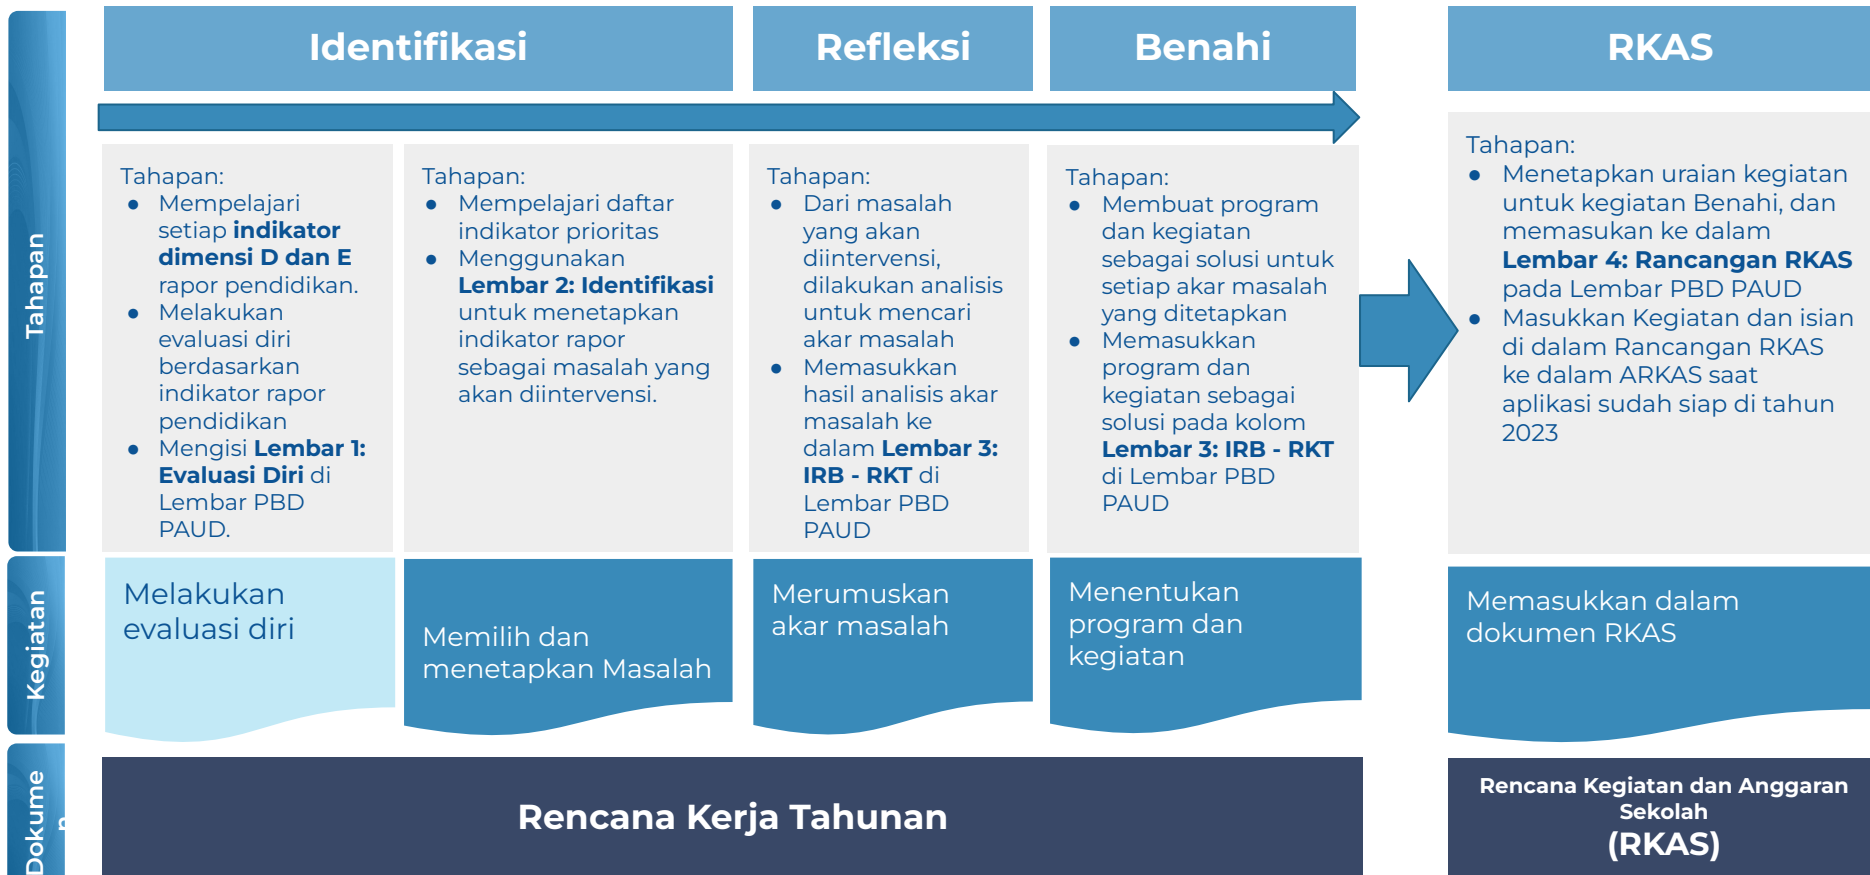 Identifikasi
Refleksi
Benahi
RKAS
Tahapan
Tahapan:
● Mempelajari
setiap indikator
dimensi D dan E
rapor pendidikan.
● Melakukan
evaluasi diri
berdasarkan
indikator rapor
pendidikan
● Mengisi Lembar 1:
Evaluasi Diri di
Lembar PBD
PAUD.
Tahapan:
● Mempelajari daftar
indikator prioritas
● Menggunakan
Lembar 2: Identifikasi
untuk menetapkan
indikator rapor
sebagai masalah yang
akan diintervensi.
Tahapan:
● Dari masalah
yang akan
diintervensi,
dilakukan analisis
untuk mencari
akar masalah
● Memasukkan
hasil analisis akar
masalah ke
dalam Lembar 3:
IRB - RKT di
Lembar PBD
PAUD
Tahapan:
● Membuat program
dan kegiatan
sebagai solusi untuk
setiap akar masalah
yang ditetapkan
● Memasukkan
program dan
kegiatan sebagai
solusi pada kolom
Lembar 3: IRB - RKT
di Lembar PBD
PAUD
Tahapan:
● Menetapkan uraian kegiatan
untuk kegiatan Benahi, dan
memasukan ke dalam
Lembar 4: Rancangan RKAS
pada Lembar PBD PAUD
● Masukkan Kegiatan dan isian
di dalam Rancangan RKAS
ke dalam ARKAS saat
aplikasi sudah siap di tahun
2023
Kegiatan
Melakukan
evaluasi diri
Memilih dan
menetapkan Masalah
Merumuskan
akar masalah
Menentukan
program dan
kegiatan
Memasukkan dalam
dokumen RKAS
Dokume
n
Rencana Kerja Tahunan
Rencana Kegiatan dan Anggaran
Sekolah
(RKAS)